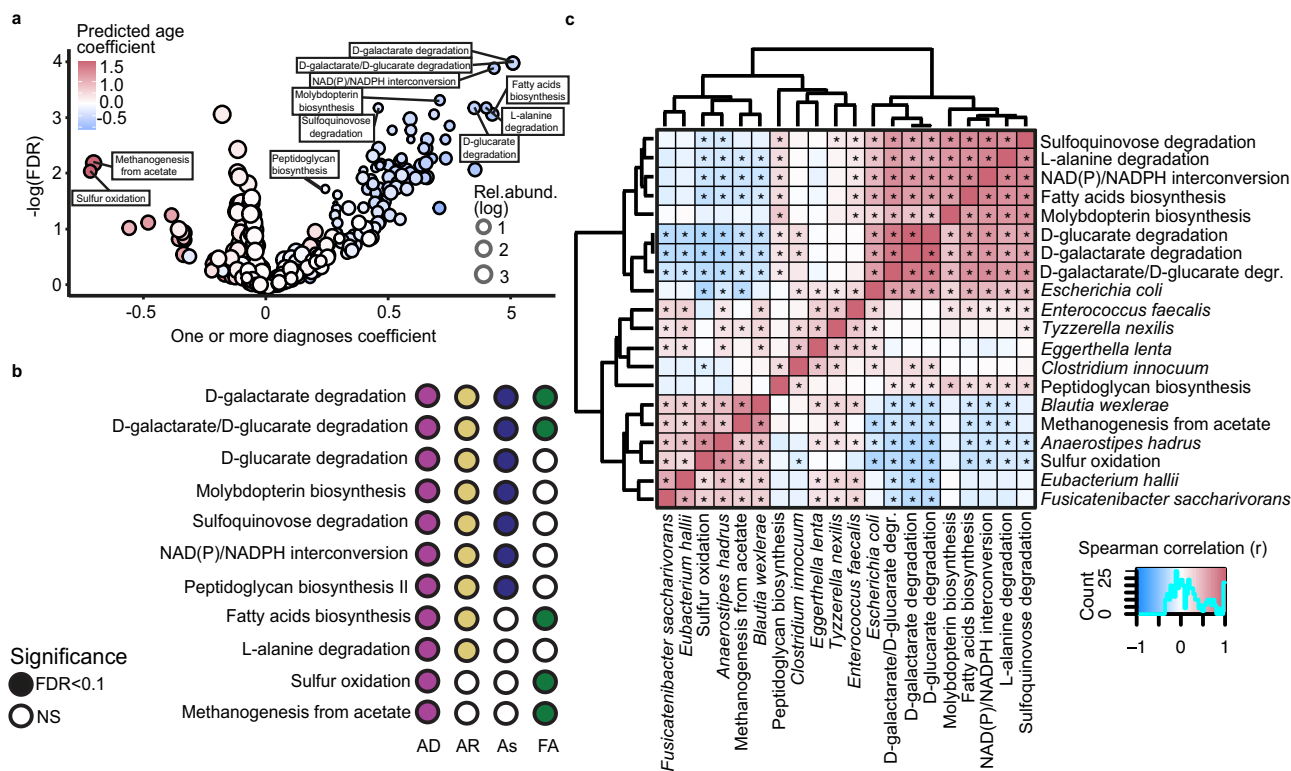 a
Predicted age
coefficient
1.5
1.0
0.0
-0.5
D-galactarate degradation
D-galactarate/D-glucarate degradation
NAD(P)/NADPH interconversion
Molybdopterin
biosynthesis
Sulfoquinovose
degradation
Fatty acids
biosynthesis
L-alanine
degradation
D-glucarate
degradation
Peptidoglycan
biosynthesis
Methanogenesis
from acetate
Sulfur oxidation
Rel.abund.
(log)
1
2
3
-log(FDR)
4
3
2
1
0
-0.5
0
0.5
5
One or more diagnoses coefficient
b
D-galactarate degradation
D-galactarate/D-glucarate degradation
D-glucarate degradation
Molybdopterin biosynthesis
Sulfoquinovose degradation
NAD(P)/NADPH interconversion
Peptidoglycan biosynthesis II
Fatty acids biosynthesis
L-alanine degradation
Sulfur oxidation
Methanogenesis from acetate
AD AR As FA
Significance
FDR<0.1
NS
c
Sulfoquinovose degradation
L-alanine degradation
NAD(P)/NADPH interconversion
Fatty acids biosynthesis
Molybdopterin biosynthesis
D-glucarate degradation
D-galactarate degradation
D-galactarate/D-glucarate degr.
Escherichia coli
Enterococcus faecalis
Tyzzerella nexilis
Eggerthella lenta
Clostridium innocuum
Peptidoglycan biosynthesis
Blautia wexlerae
Methanogenesis from acetate
Anaerostipes hadrus
Sulfur oxidation
Eubacterium hallii
Fusicatenibacter saccharivorans
Fusicatenibacter saccharivorans
Eubacterium hallii
Sulfur oxidation
Anaerostipes hadrus
Methanogenesis from acetate
Blautia wexlerae
Peptidoglycan biosynthesis
Clostridium innocuum
Eggerthella lenta
Tyzzerella nexilis
Enterococcus faecalis
Escherichia coli
D-galactarate/D-glucarate degr.
D-galactarate degradation
D-glucarate degradation
Molybdopterin biosynthesis
Fatty acids biosynthesis
NAD(P)/NADPH interconversion
L-alanine degradation
Sulfoquinovose degradation
Spearman correlation (r)
Count
25
0
−1 0 1